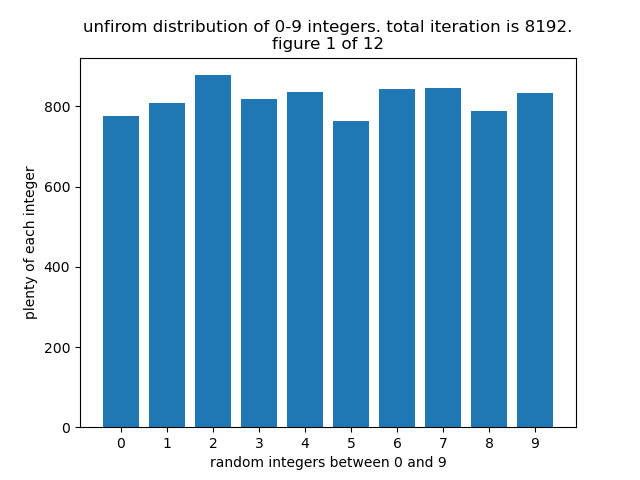 unfirom distribution of 0-9 integers. total iteration is 8192.
figure 1 of 12
800
600
400
200
0
plenty of each integer
0 1 2 3 4 5 6 7 8 9
random integers between 0 and 9